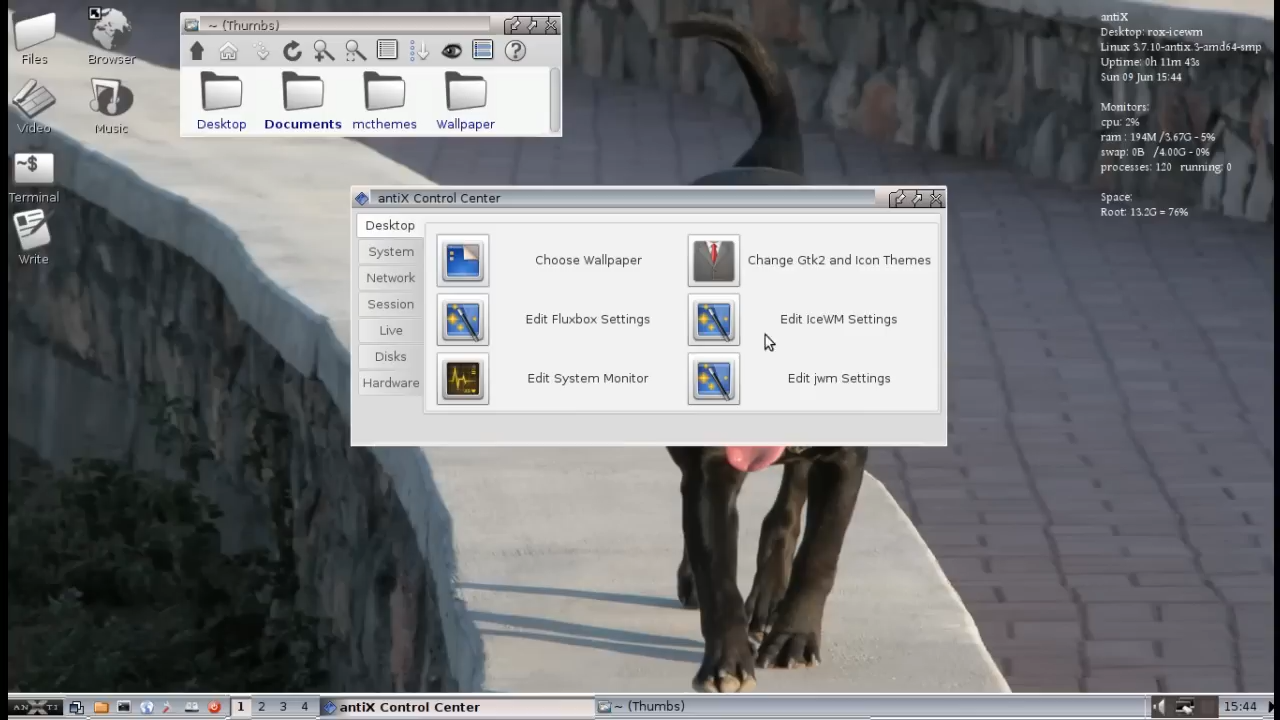 Files
Browser
Video
Music
~$
Terminal
Write
~ (Thumbs)
Desktop
Documents
mcthemes
Wallpaper
antiX
Desktop: rox-icewm
Linux 3.7.10-antix.3-amd64-smp
Uptime: 0h 11m 43s
Sun 09 Jun 15:44
Monitors:
cpu: 2%
ram : 194M /3.67G - 5%
swap: 0B /4.00G - 0%
processes: 120 running: 0
Space:
Root: 13.2G = 76%
antiX Control Center
Desktop
System
Network
Session
Live
Disks
Hardware
Choose Wallpaper
Change Gtk2 and Icon Themes
Edit Fluxbox Settings
Edit IceWM Settings
Edit System Monitor
Edit jwm Settings
ANXTI
1 2 3 4
antiX Control Center
~ (Thumbs)
15:44